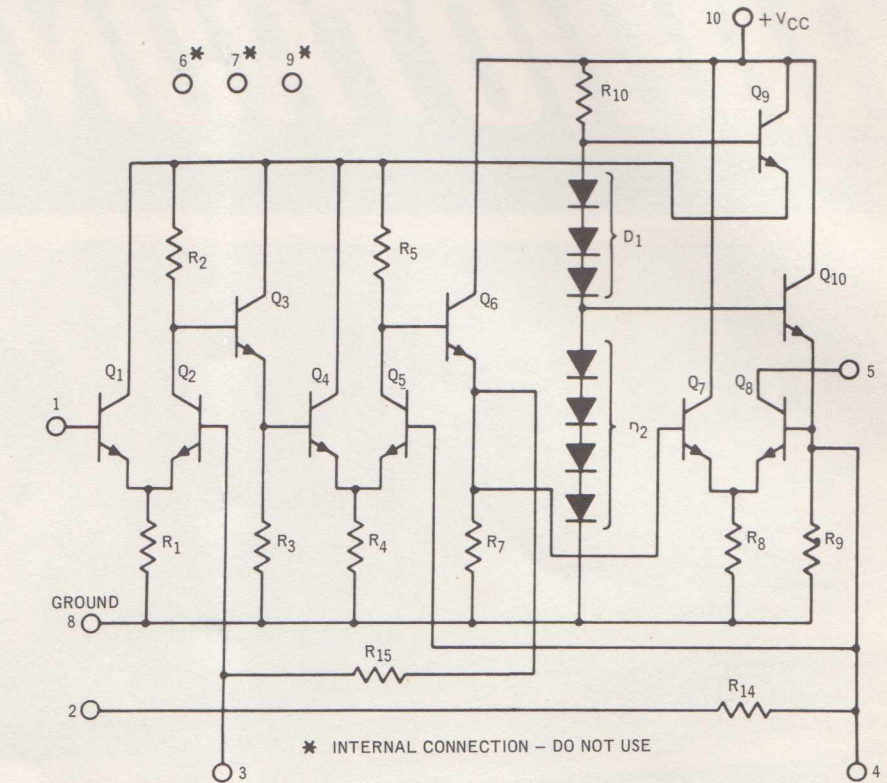 10 +VCC
6* 7* 9*
R10
Q9
D1
R2
R5
Q3
Q6
Q10
Q1
Q2
Q4
Q5
Q7
Q8
5
1
R1
R3
R4
R7
R8
R9
GROUND
8
R15
R14
2
* INTERNAL CONNECTION – DO NOT USE
3
4